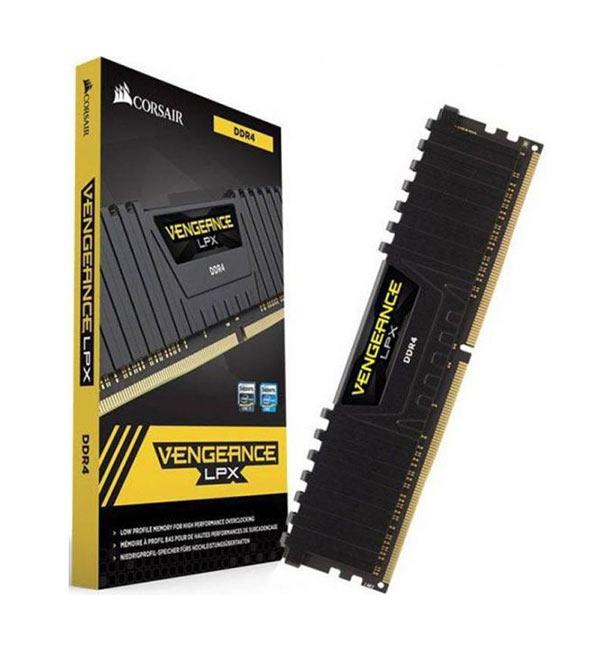 CORSAIR
CORSAIR
DDR4
VENGEANCE
LPX
DDR4
VENGEANCE LPX
DDR4
VENGEANCE
LPX
LOW PROFILE MEMORY FOR HIGH PERFORMANCE OVERCLOCKING
MÉMOIRE À PROFIL BAS POUR DE HAUTES PERFORMANCES DE SURCADENCAGE
NIEDRIGPROFIL-SPEICHER FÜRS HOCHLEISTUNGSÜBERTAKTEN
VENGEANCE
LPX
DDR4